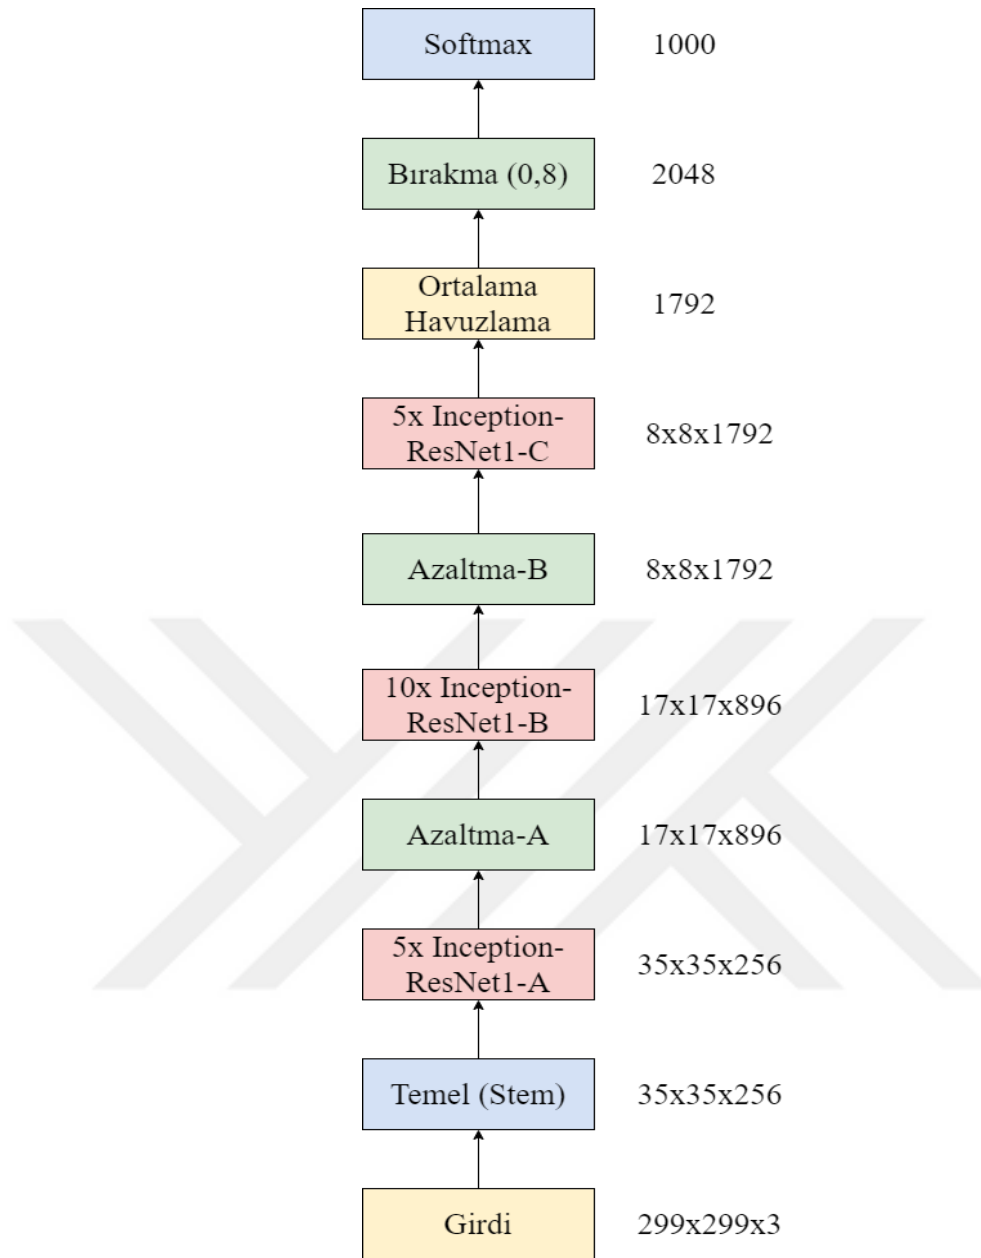 Softmax 1000
Bırakma (0,8) 2048
Ortalama
Havuzlama 1792
5x Inception-
ResNet1-C 8x8x1792
Azaltma-B 8x8x1792
10x Inception-
ResNet1-B 17x17x896
Azaltma-A 17x17x896
5x Inception-
ResNet1-A 35x35x256
Temel (Stem) 35x35x256
Girdi 299x299x3